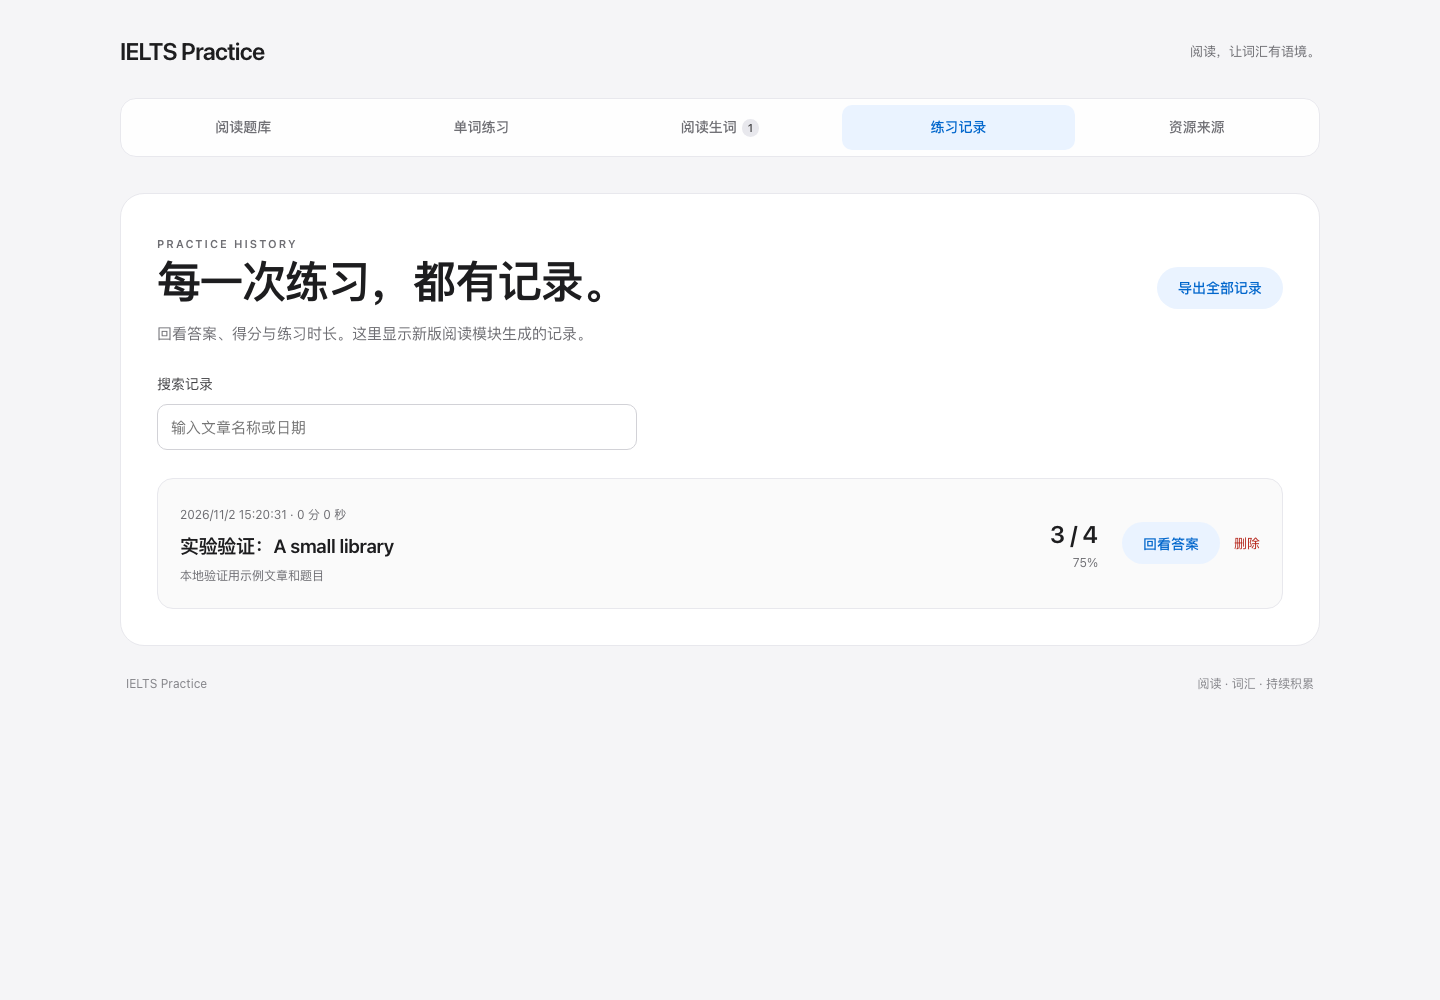 IELTS Practice
阅读，让词汇有语境。
阅读题库
单词练习
阅读生词 1
练习记录
资源来源
PRACTICE HISTORY
每一次练习，都有记录。
导出全部记录
回看答案、得分与练习时长。这里显示新版阅读模块生成的记录。
搜索记录
输入文章名称或日期
2026/11/2 15:20:31 · 0 分 0 秒
实验验证：A small library
本地验证用示例文章和题目
3 / 4
75%
回看答案
删除
IELTS Practice
阅读 · 词汇 · 持续积累